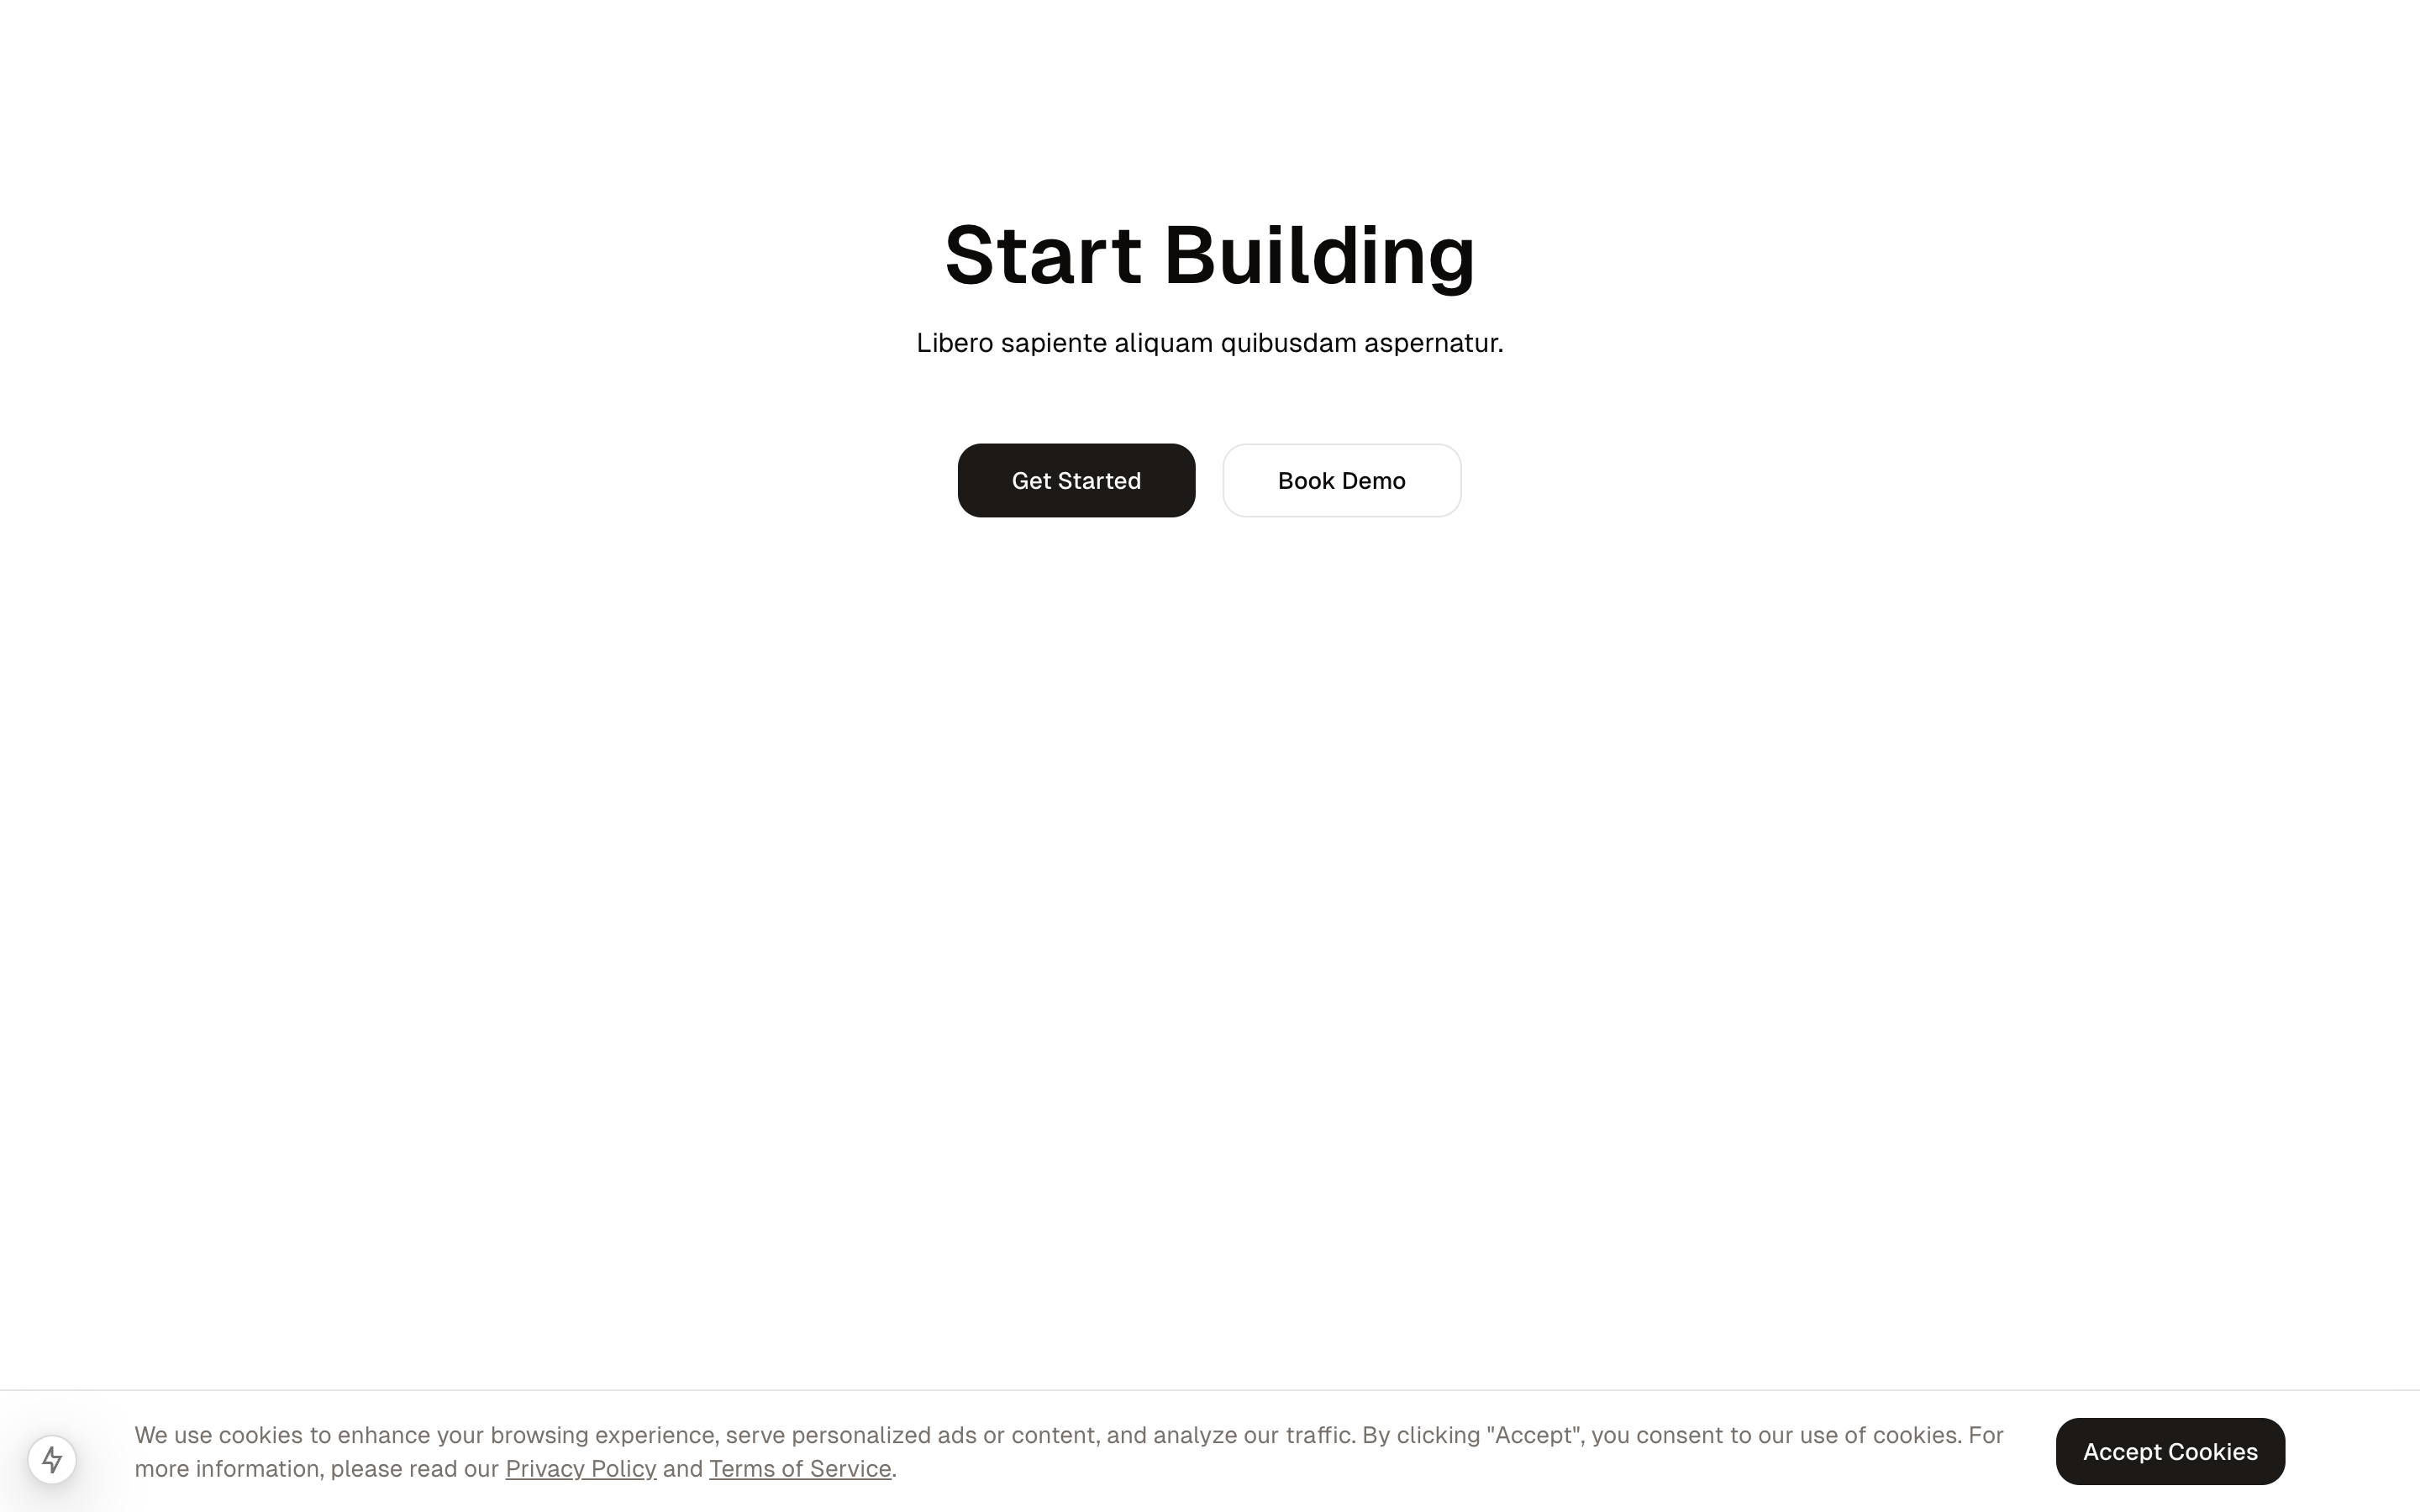 Start Building
Libero sapiente aliquam quibusdam aspernatur.
Get Started
Book Demo
We use cookies to enhance your browsing experience, serve personalized ads or content, and analyze our traffic. By clicking "Accept", you consent to our use of cookies. For
more information, please read our Privacy Policy and Terms of Service.
Accept Cookies